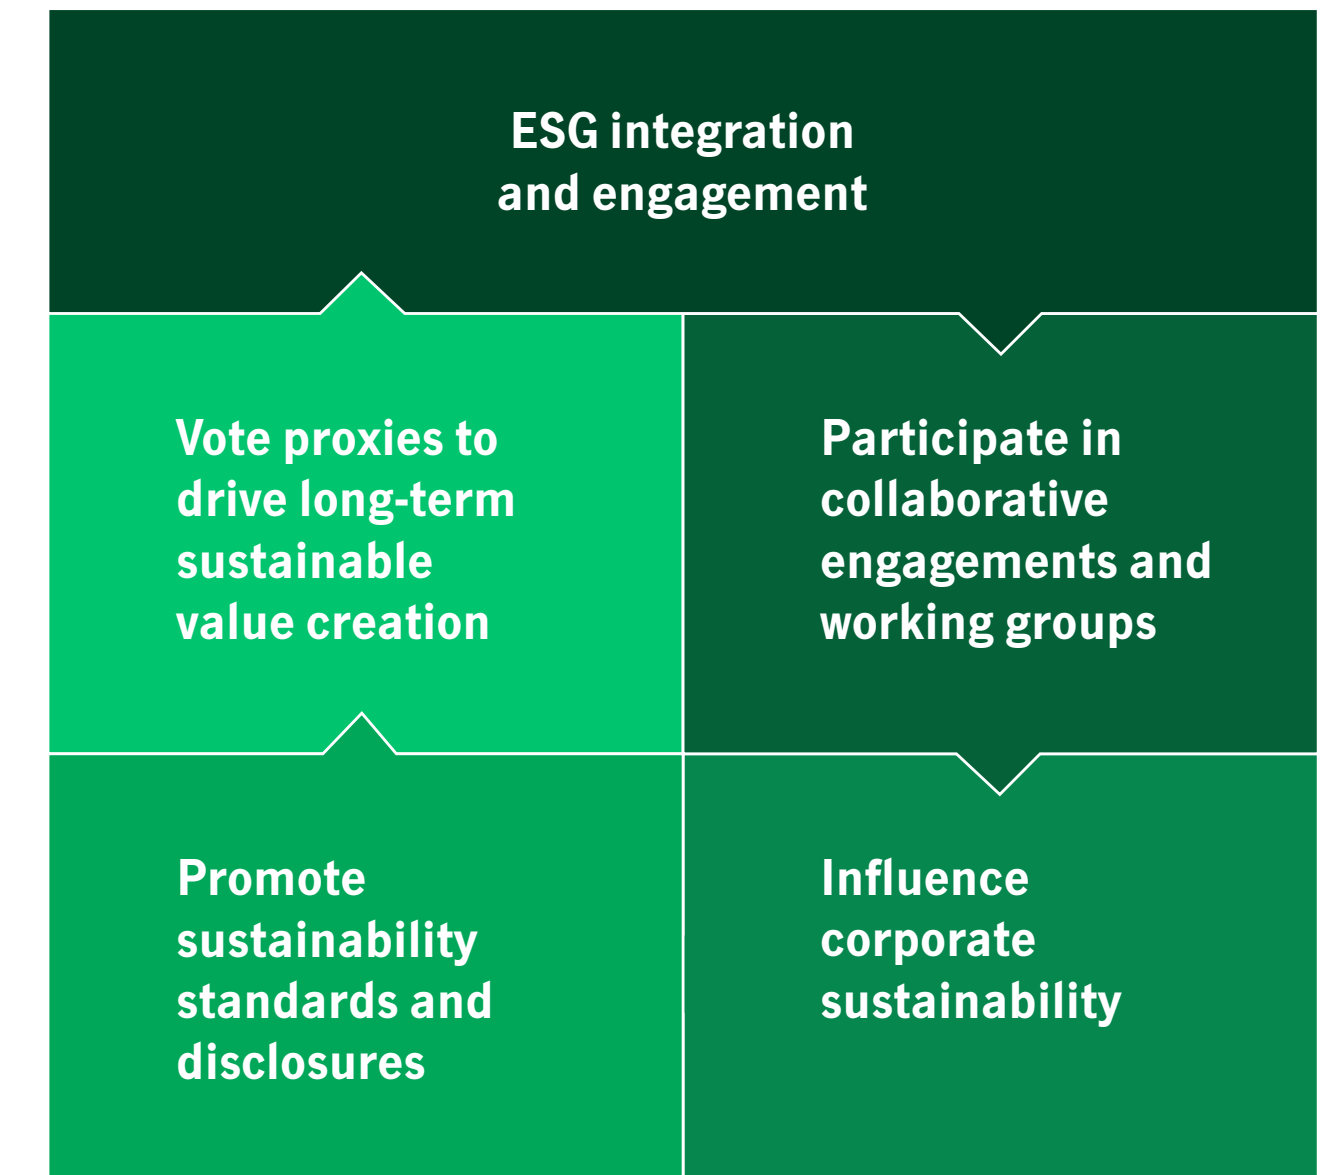 ESG integration
and engagement
Vote proxies to
drive long-term
sustainable
value creation
Participate in
collaborative
engagements and
working groups
Promote
sustainability
standards and
disclosures
Influence
corporate
sustainability